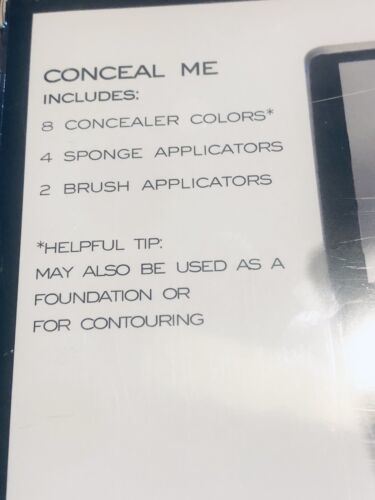 CONCEAL ME
INCLUDES:
8 CONCEALER COLORS*
4 SPONGE APPLICATORS
2 BRUSH APPLICATORS
*HELPFUL TIP:
MAY ALSO BE USED AS A
FOUNDATION OR
FOR CONTOURING